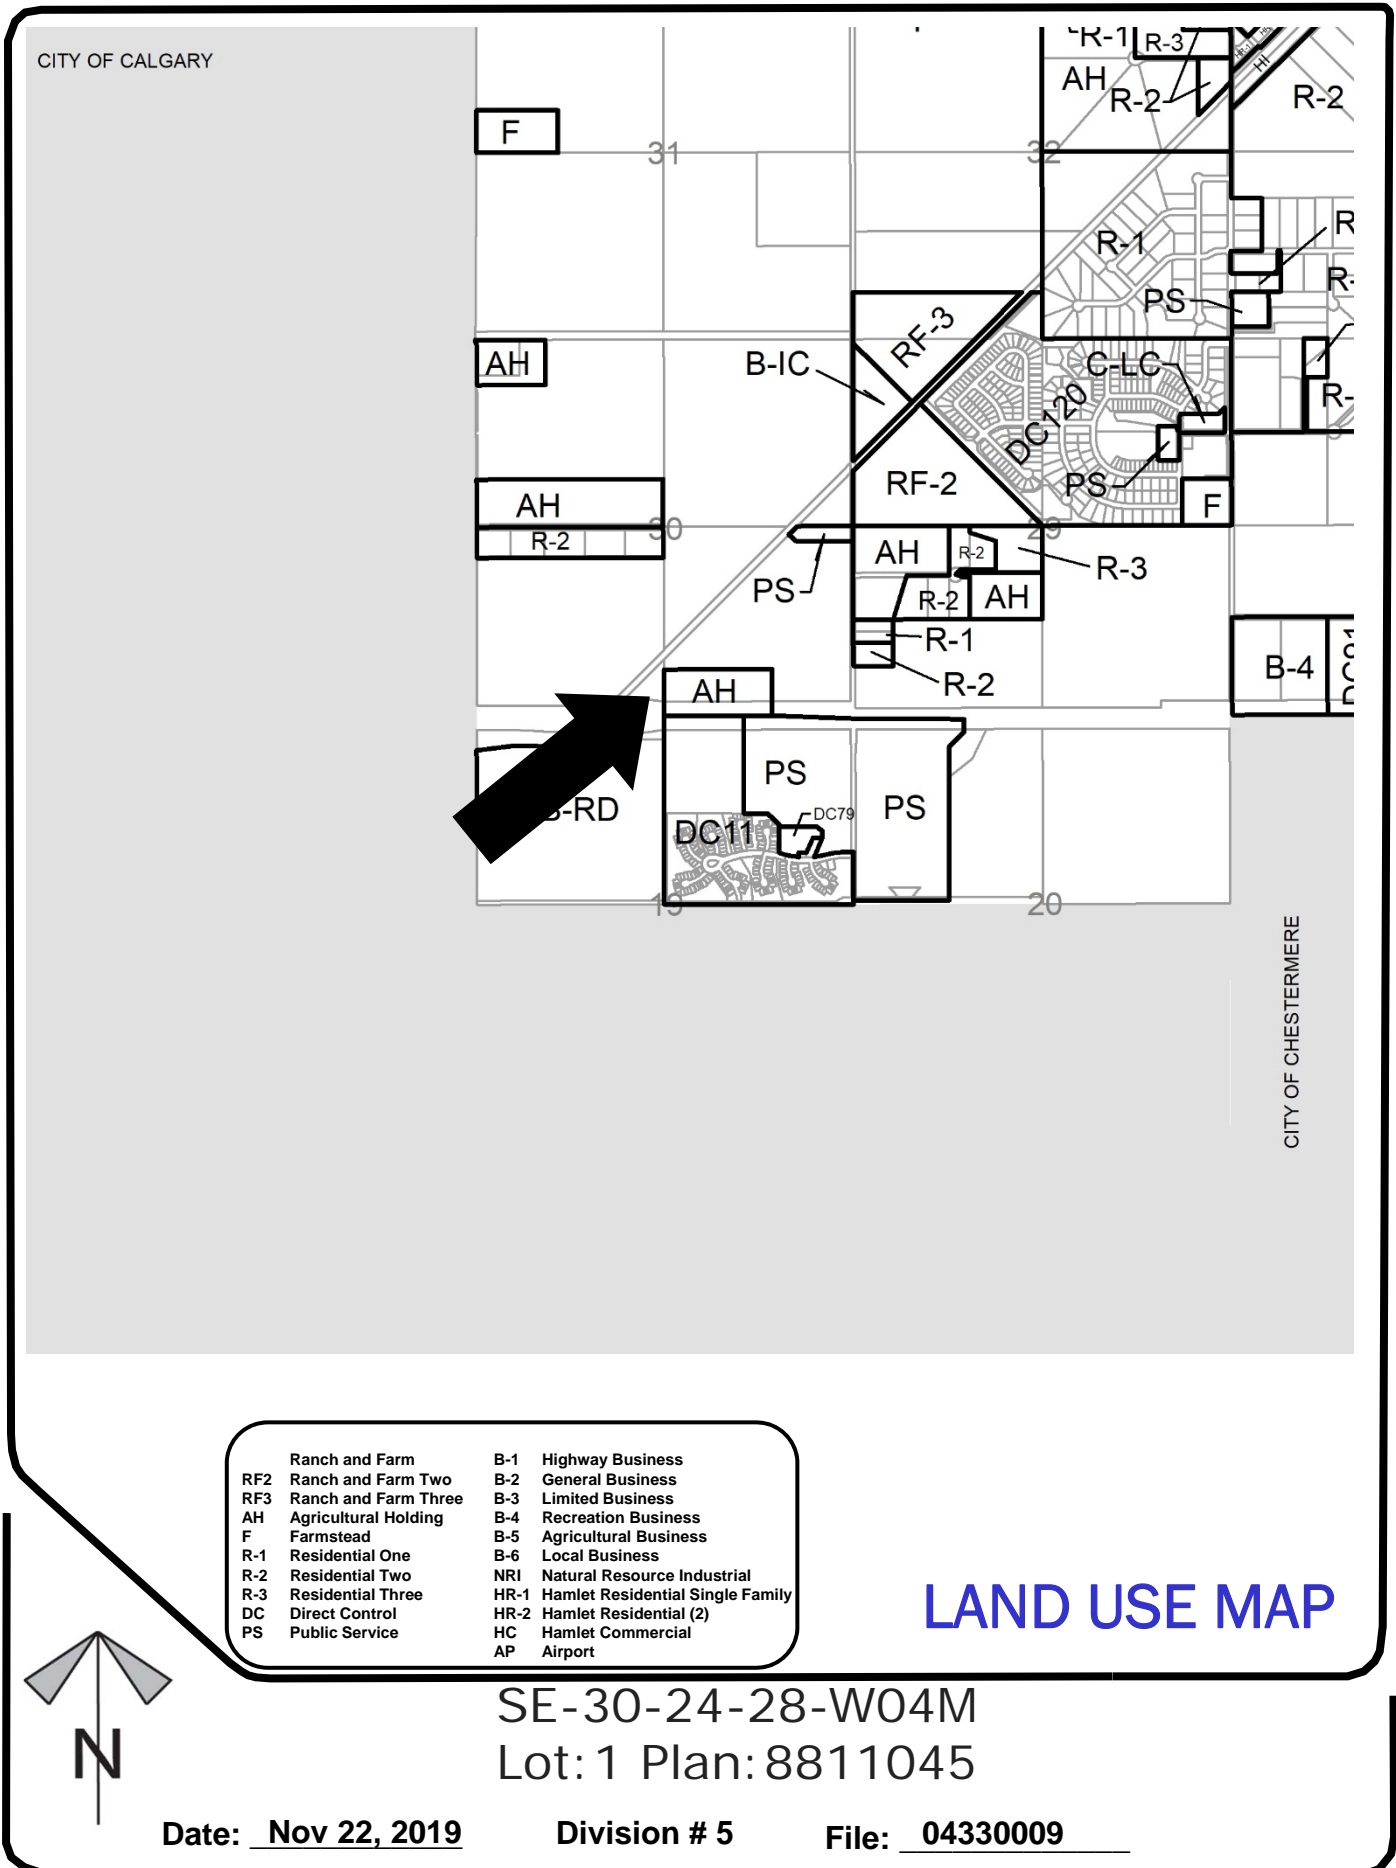 CITY OF CALGARY
R-1
R-3
HR-1
HI
AH
R-2
R-2
F
31
32
R-1
R
R-
PS
RF-3
B-IC
AH
C-LC
DC120
R-
RF-2
PS
F
AH
R-2
30
29
PS
AH
R-2
R-3
R-2
AH
R-1
R-2
B-4
DC81
AH
PS
DC79
PS
B-RD
DC11
19
20
CITY OF CHESTERMERE
Ranch and Farm
RF2 Ranch and Farm Two
RF3 Ranch and Farm Three
AH Agricultural Holding
F Farmstead
R-1 Residential One
R-2 Residential Two
R-3 Residential Three
DC Direct Control
PS Public Service
B-1 Highway Business
B-2 General Business
B-3 Limited Business
B-4 Recreation Business
B-5 Agricultural Business
B-6 Local Business
NRI Natural Resource Industrial
HR-1 Hamlet Residential Single Family
HR-2 Hamlet Residential (2)
HC Hamlet Commercial
AP Airport
LAND USE MAP
N
SE-30-24-28-W04M
Lot:1 Plan:8811045
Date: Nov 22, 2019 Division # 5 File: 04330009